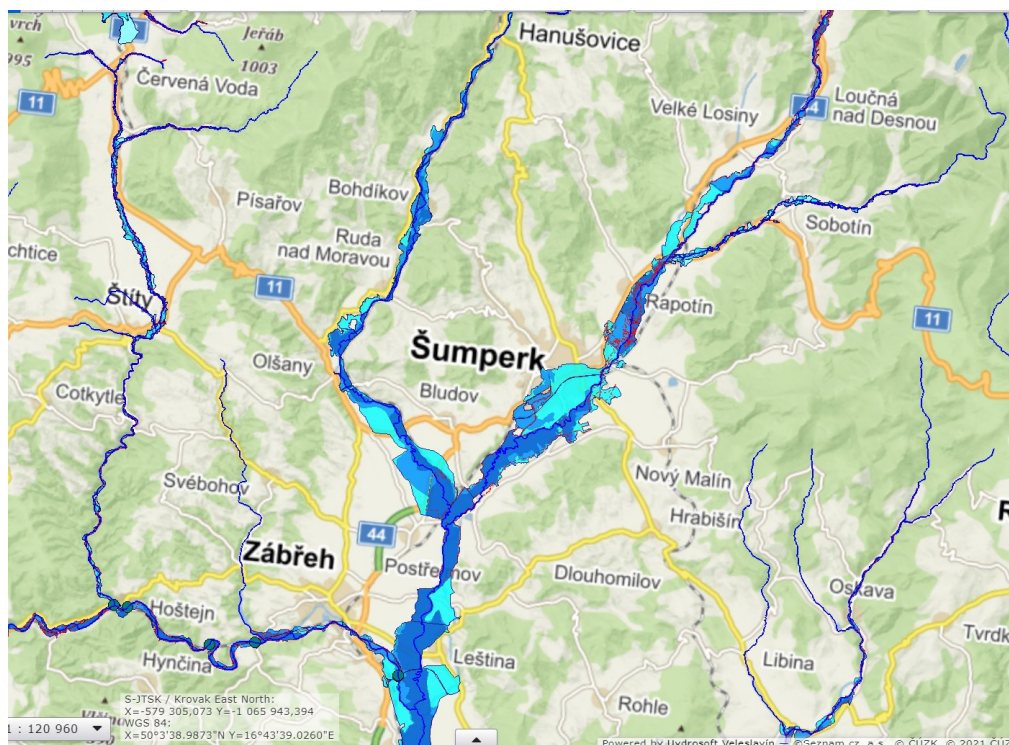 vrch
995
Jeřáb
1003
Hanušovice
Červená Voda
11
Velké Losiny
Loučná
nad Desnou
Bohdíkov
Písařov
Ruda
nad Moravou
Sobotín
chtice
11
Štíty
Rapotín
11
Šumperk
Olšany
Bludov
Cotkytle
Svébohov
Nový Malín
Hrabišín
44
Zábřeh
Dlouhomilov
Oskava
Hoštejn
Hynčina
Leština
Libina
Tvrdk
Rohle
S-JTSK / Krovak East North:
X=-579 305,073 Y=-1 065 943,394
WGS 84:
X=50°3'38.9873"N Y=16°43'39.0260"E
1 : 120 960
Powered by Hydrosoft Veleslavín — ©Seznam.cz, a.s., © ČÚZK, © 2021 ČÚZK